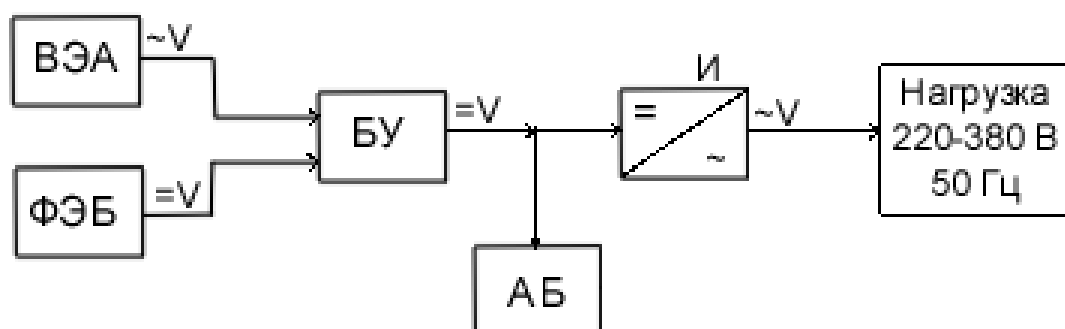 ВЭА
~V
ФЭБ
=V
БУ
=V
АБ
И
=
~
~V
Нагрузка
220-380 В
50 Гц